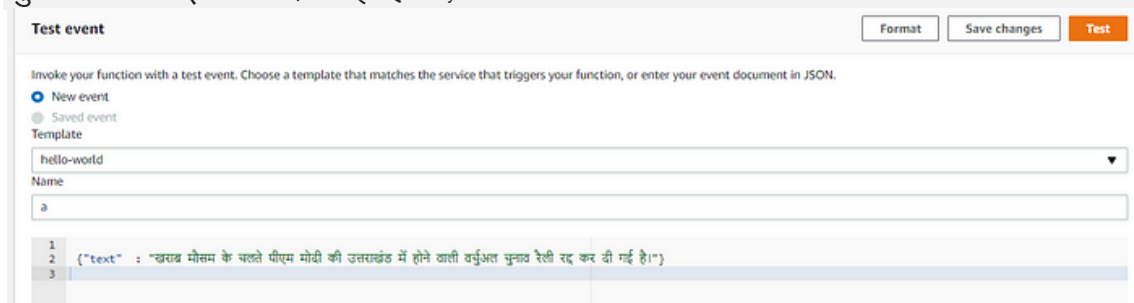 Test event
Format
Save changes
Test
Invoke your function with a test event. Choose a template that matches the service that triggers your function, or enter your event document in JSON.
New event
Saved event
Template
hello-world
Name
a
1
2 {"text" : "खराब मौसम के चलते पीएम मोदी की उत्तराखंड में होने वाली वर्चुअल चुनाव रैली रद्द कर दी गई है।"}
3